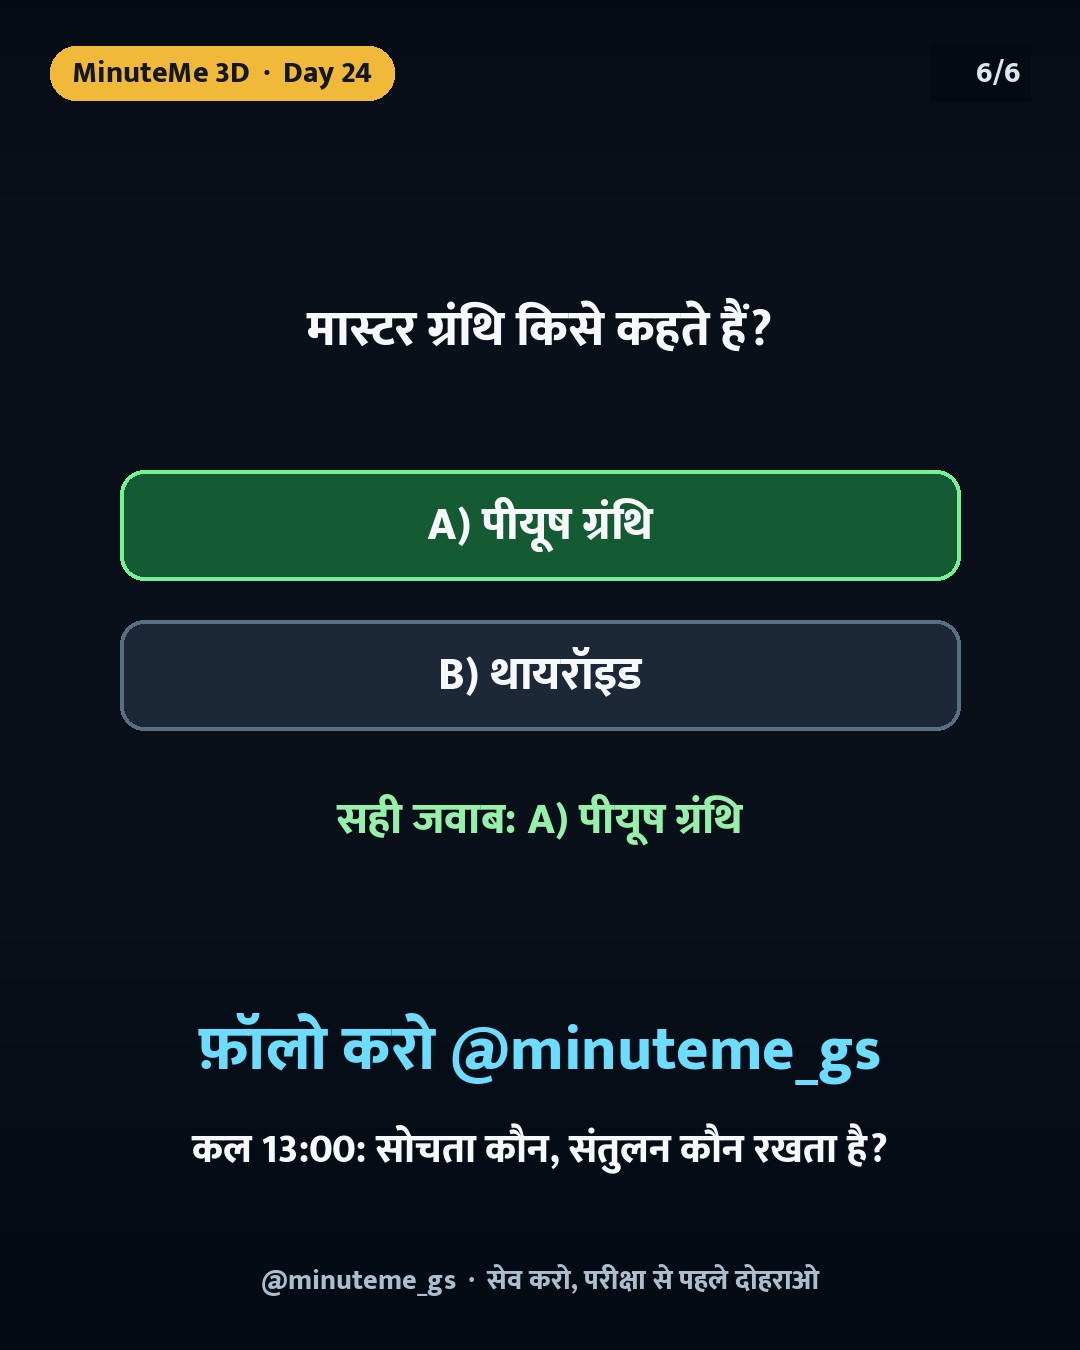 MinuteMe 3D · Day 24
6/6
मास्टर ग्रंथि किसे कहते हैं?
A) पीयूष ग्रंथि
B) थायरॉइड
सही जवाब: A) पीयूष ग्रंथि
फ़ॉलो करो @minuteme_gs
कल 13:00: सोचता कौन, संतुलन कौन रखता है?
@minuteme_gs · सेव करो, परीक्षा से पहले दोहराओ